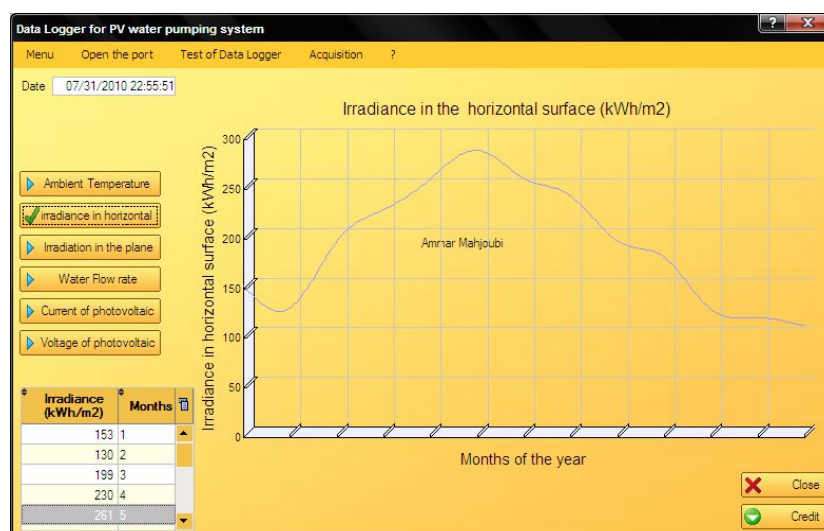 Data Logger for PV water pumping system
?
X
Menu Open the port Test of Data Logger Acquisition ?
Date 07/31/2010 22:55:51
Irradiance in the horizontal surface (kWh/m2)
Ambient Temperature
irradiance in horizontal
Irradiation in the plane
Water Flow rate
Current of photovoltaic
Voltage of photovoltaic
Irradiance in horizontal surface (kWh/m2)
300
250
200
150
100
50
0
Ammar Mahjoubi
Months of the year
Irradiance (kWh/m2) Months
153 1
130 2
199 3
230 4
261 5
Close
Credit